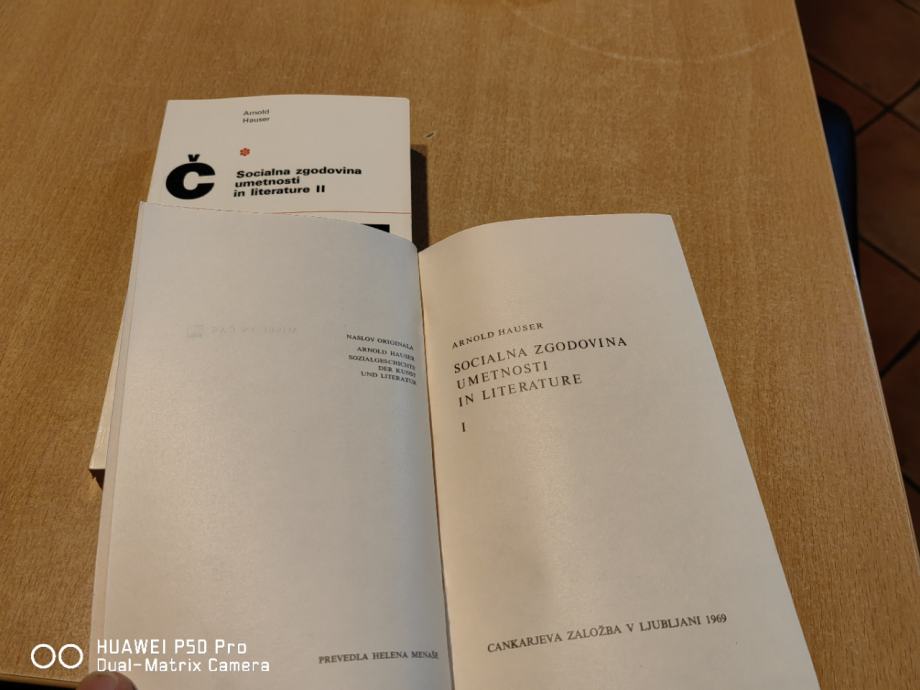 Arnold
Hauser
Č
Socialna zgodovina
umetnosti
in literature II
NASLOV ORIGINALA
ARNOLD HAUSER
SOZIALGESCHICHTE
DER KUNST
UND LITERATUR
PREVEDLA HELENA MENAŠE
ARNOLD HAUSER
SOCIALNA ZGODOVINA
UMETNOSTI
IN LITERATURE
I
CANKARJEVA ZALOŽBA V LJUBLJANI 1969
HUAWEI P50 Pro
Dual-Matrix Camera